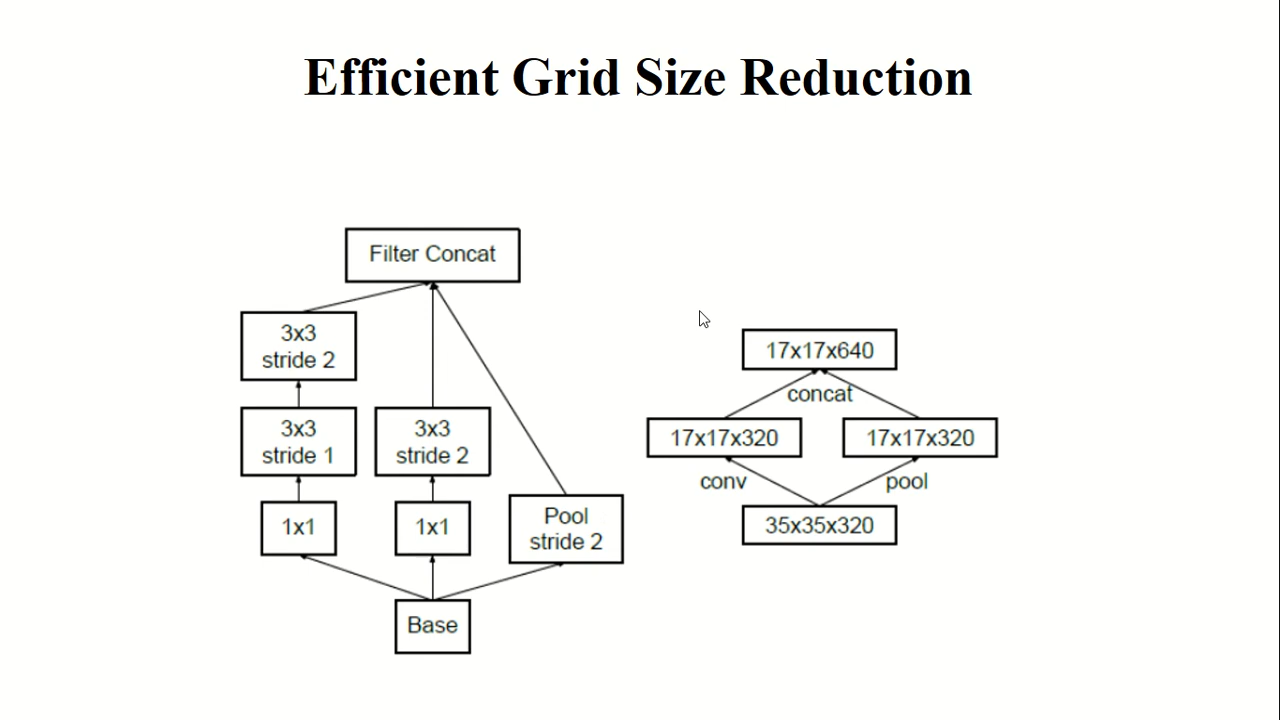 Efficient Grid Size Reduction
Filter Concat
3x3
stride 2
3x3
stride 1
3x3
stride 2
1x1
1x1
Pool
stride 2
Base
17x17x640
concat
17x17x320
17x17x320
conv
pool
35x35x320